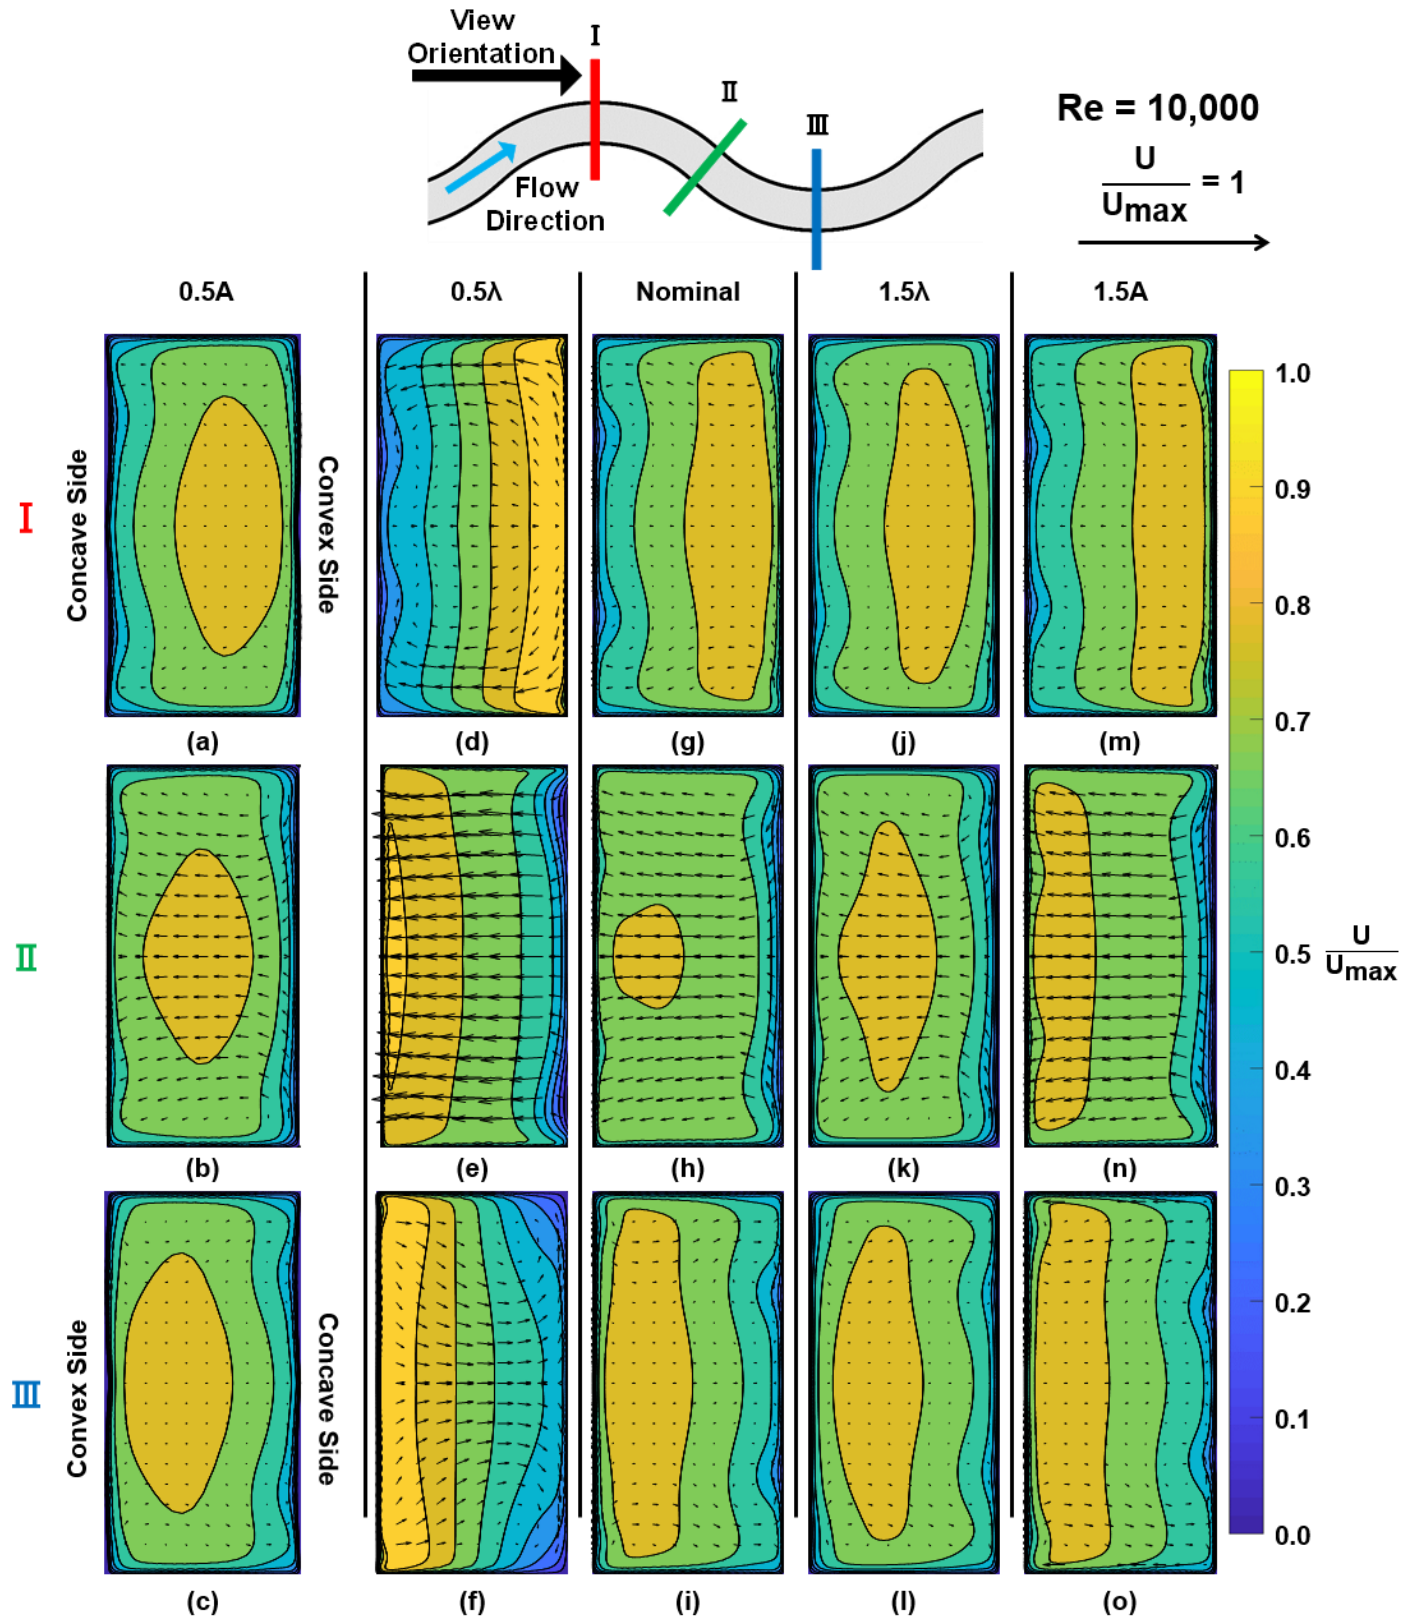 View
Orientation
I
II
III
Flow
Direction
Re = 10,000
U
Umax
= 1
0.5A
0.5λ
Nominal
1.5λ
1.5A
I
Concave Side
Convex Side
(a)
(d)
(g)
(j)
(m)
II
(b)
(e)
(h)
(k)
(n)
III
Convex Side
Concave Side
(c)
(f)
(i)
(l)
(o)
1.0
0.9
0.8
0.7
0.6
0.5
0.4
0.3
0.2
0.1
0.0
U
Umax